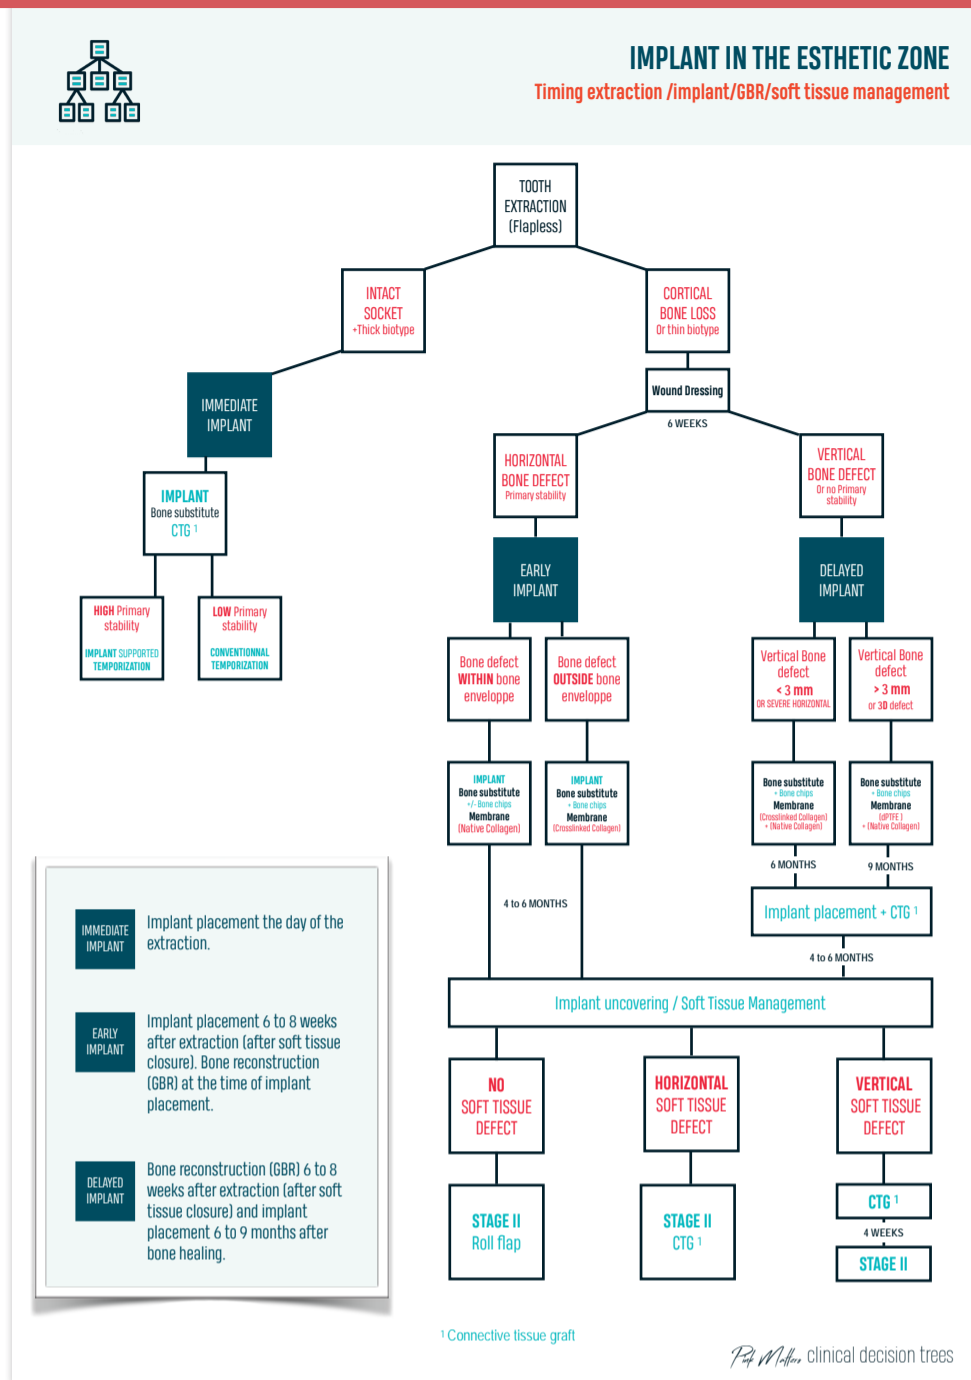 IMPLANT IN THE ESTHETIC ZONE
Timing extraction /implant/GBR/soft tissue management
TOOTH
EXTRACTION
(Flapless)
INTACT
SOCKET
+Thick biotype
CORTICAL
BONE LOSS
Or thin biotype
IMMEDIATE
IMPLANT
Wound Dressing
6 WEEKS
IMPLANT
Bone substitute
CTG ¹
HORIZONTAL
BONE DEFECT
Primary stability
VERTICAL
BONE DEFECT
Or no Primary
stability
HIGH Primary
stability
IMPLANT SUPPORTED
TEMPORIZATION
LOW Primary
stability
CONVENTIONNAL
TEMPORIZATION
EARLY
IMPLANT
DELAYED
IMPLANT
Bone defect
WITHIN bone
enveloppe
Bone defect
OUTSIDE bone
enveloppe
Vertical Bone
defect
< 3 mm
OR SEVERE HORIZONTAL
Vertical Bone
defect
> 3 mm
or 3D defect
IMPLANT
Bone substitute
+/- Bone chips
Membrane
(Native Collagen)
IMPLANT
Bone substitute
+ Bone chips
Membrane
(Crosslinked Collagen)
Bone substitute
+ Bone chips
Membrane
(Crosslinked Collagen)
+ (Native Collagen)
Bone substitute
+ Bone chips
Membrane
(dPTFE )
+ (Native Collagen)
4 to 6 MONTHS
6 MONTHS
9 MONTHS
Implant placement + CTG ¹
4 to 6 MONTHS
Implant uncovering / Soft Tissue Management
NO
SOFT TISSUE
DEFECT
HORIZONTAL
SOFT TISSUE
DEFECT
VERTICAL
SOFT TISSUE
DEFECT
STAGE II
Roll flap
STAGE II
CTG ¹
CTG ¹
4 WEEKS
STAGE II
IMMEDIATE
IMPLANT
Implant placement the day of the
extraction.
EARLY
IMPLANT
Implant placement 6 to 8 weeks
after extraction (after soft tissue
closure). Bone reconstruction
(GBR) at the time of implant
placement.
DELAYED
IMPLANT
Bone reconstruction (GBR) 6 to 8
weeks after extraction (after soft
tissue closure) and implant
placement 6 to 9 months after
bone healing.
¹ Connective tissue graft
Pink Matters clinical decision trees